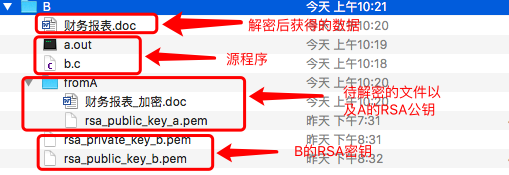 B 今天 上午10:21
财务报表.doc 解密后获得的数据 今天 上午10:20
a.out 今天 上午10:19
源程序
b.c 今天 上午10:18
fromA 今天 上午10:20
财务报表_加密.doc 待解密的文件以
rsa_public_key_a.pem 及A的RSA公钥 昨天 下午7:31
rsa_private_key_b.pem 昨天 下午8:31
rsa_public_key_b.pem B的RSA密钥 昨天 下午8:32